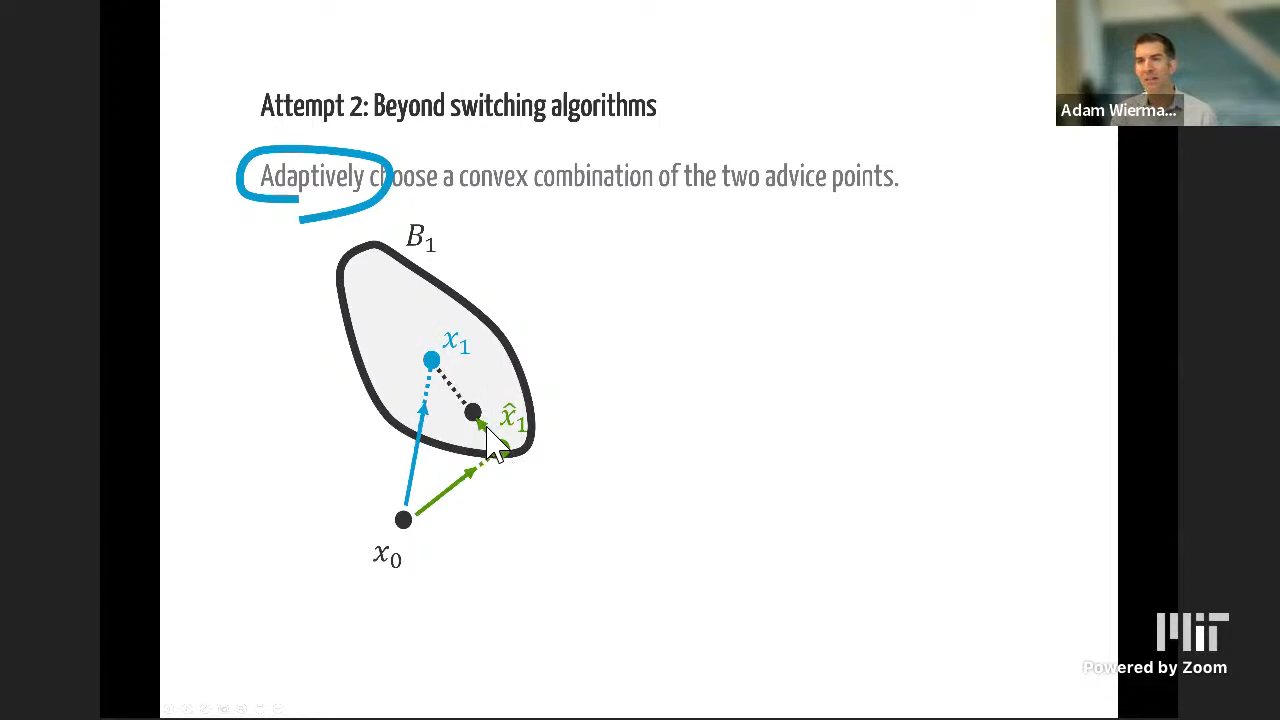 Attempt 2: Beyond switching algorithms
Adaptively choose a convex combination of the two advice points.
B₁
x₁
x̂₁
x₀
Adam Wierma...
MIT
Powered by Zoom